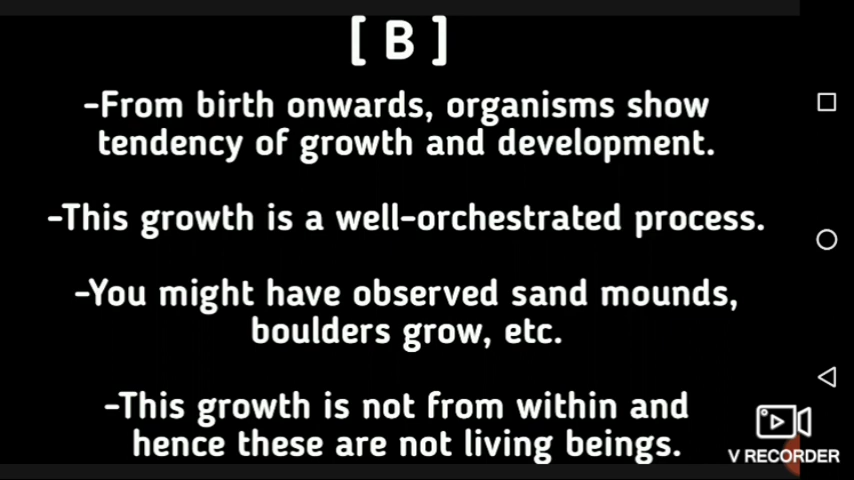 [ B ]
-From birth onwards, organisms show
tendency of growth and development.
-This growth is a well-orchestrated process.
-You might have observed sand mounds,
boulders grow, etc.
-This growth is not from within and
hence these are not living beings.
V RECORDER